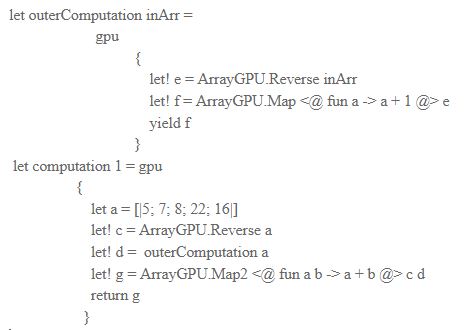 let outerComputation inArr =
gpu
{
let! e = ArrayGPU.Reverse inArr
let! f = ArrayGPU.Map <@ fun a -> a + 1 @> e
yield f
}
let computation 1 = gpu
{
let a = [|5; 7; 8; 22; 16|]
let! c = ArrayGPU.Reverse a
let! d = outerComputation a
let! g = ArrayGPU.Map2 <@ fun a b -> a + b @> c d
return g
}